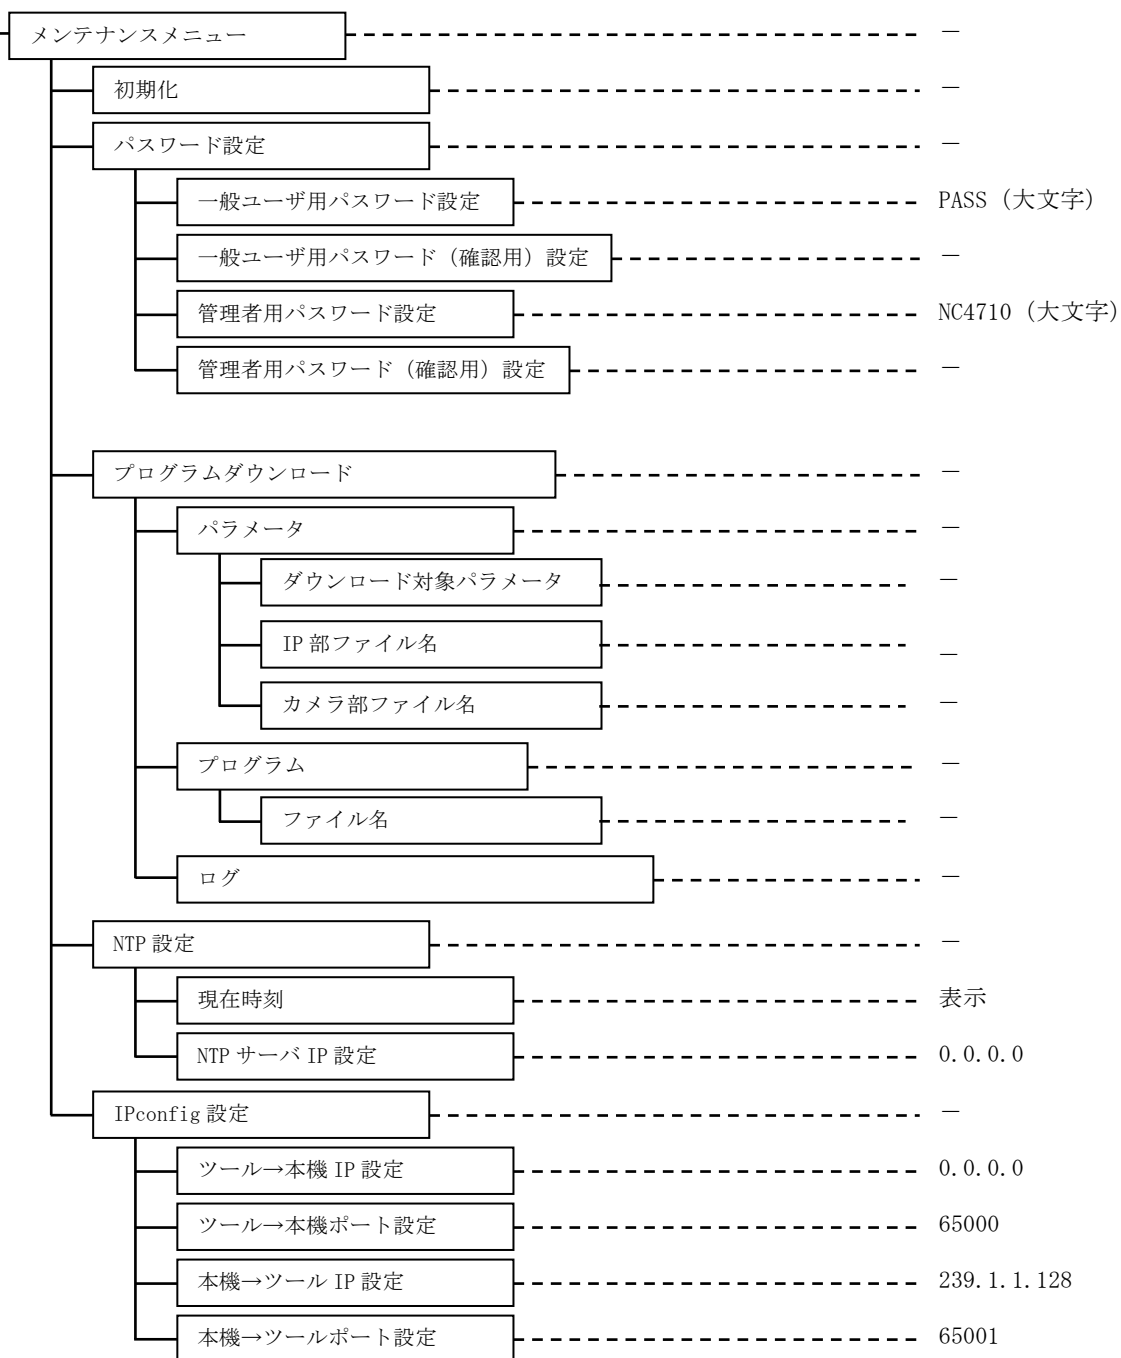 メンテナンスメニュー －
初期化 －
パスワード設定 －
一般ユーザ用パスワード設定 PASS（大文字）
一般ユーザ用パスワード（確認用）設定 －
管理者用パスワード設定 NC4710（大文字）
管理者用パスワード（確認用）設定 －
プログラムダウンロード －
パラメータ －
ダウンロード対象パラメータ －
IP部ファイル名 －
カメラ部ファイル名 －
プログラム －
ファイル名 －
ログ －
NTP設定 －
現在時刻 表示
NTPサーバIP設定 0.0.0.0
IPconfig設定 －
ツール→本機IP設定 0.0.0.0
ツール→本機ポート設定 65000
本機→ツールIP設定 239.1.1.128
本機→ツールポート設定 65001